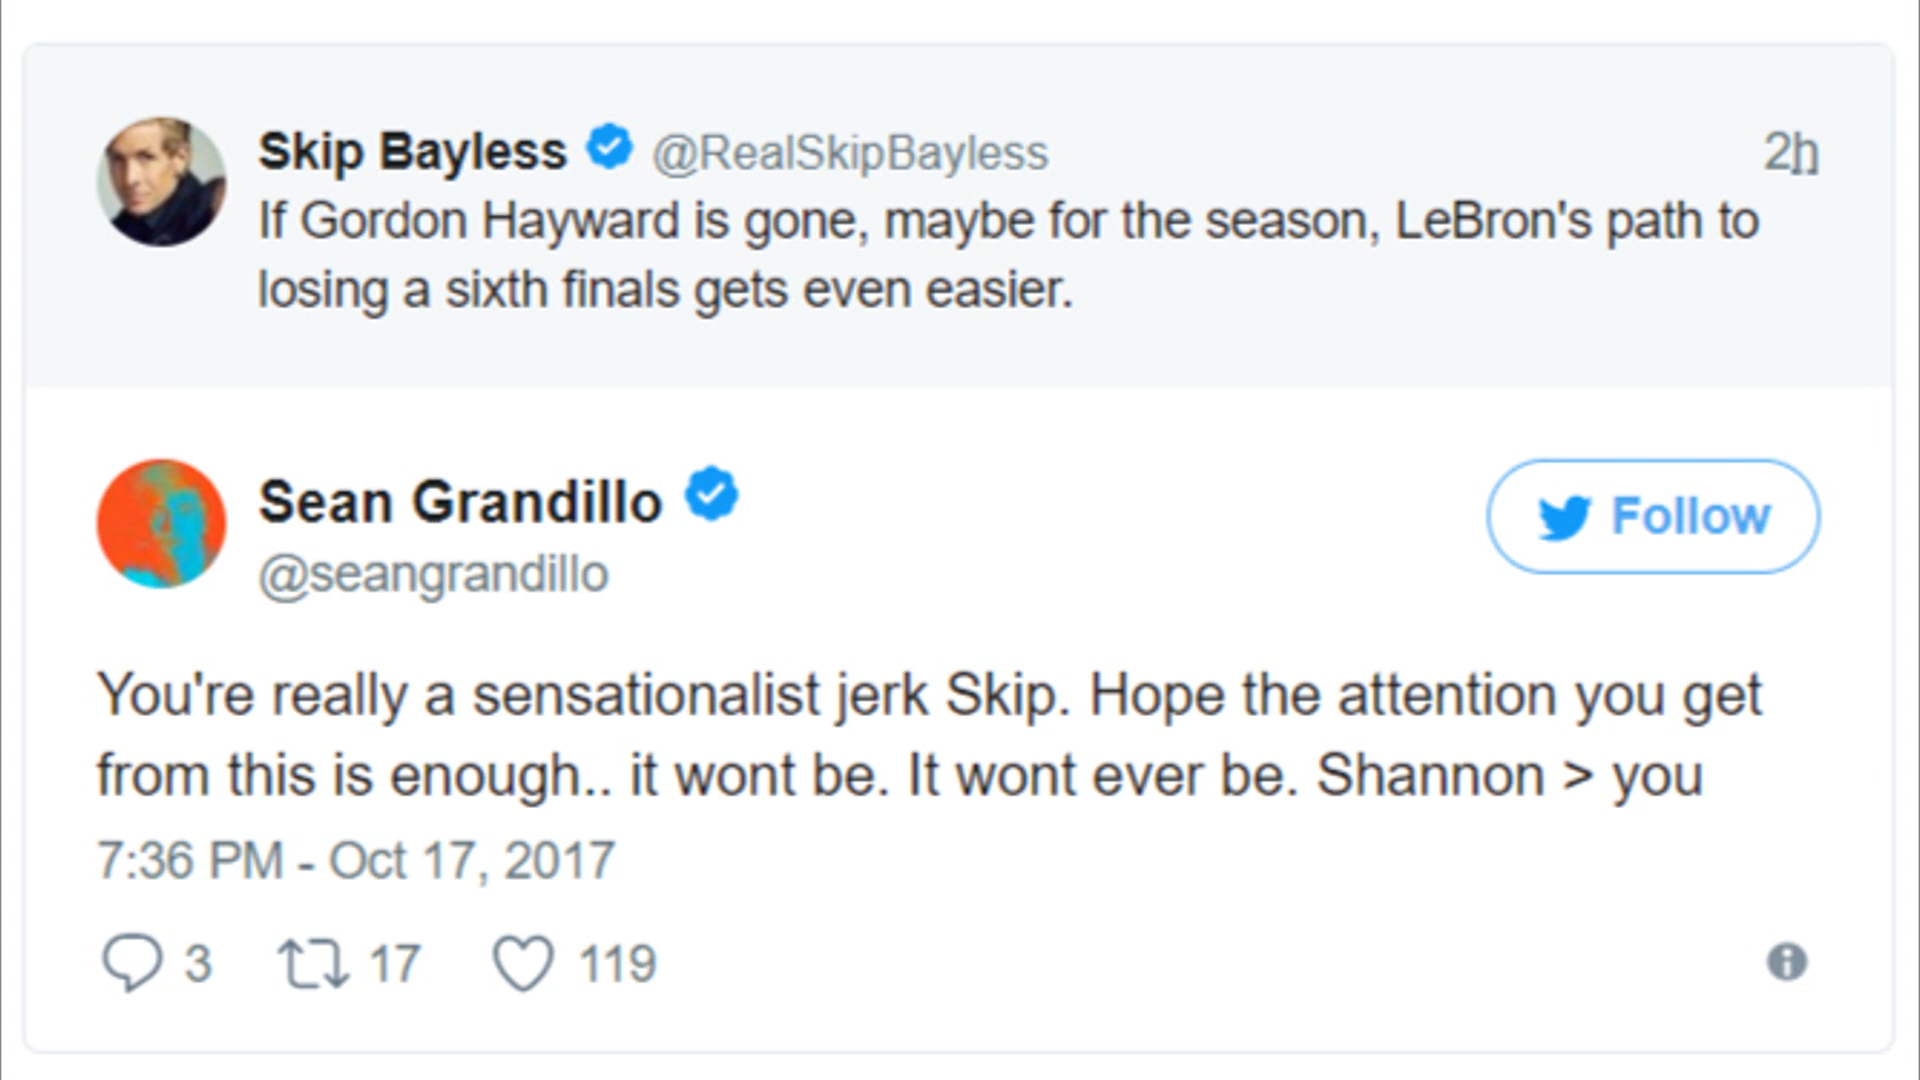 Skip Bayless @RealSkipBayless 2h
If Gordon Hayward is gone, maybe for the season, LeBron's path to
losing a sixth finals gets even easier.
Sean Grandillo
@seangrandillo
Follow
You're really a sensationalist jerk Skip. Hope the attention you get
from this is enough.. it wont be. It wont ever be. Shannon > you
7:36 PM - Oct 17, 2017
3 17 119